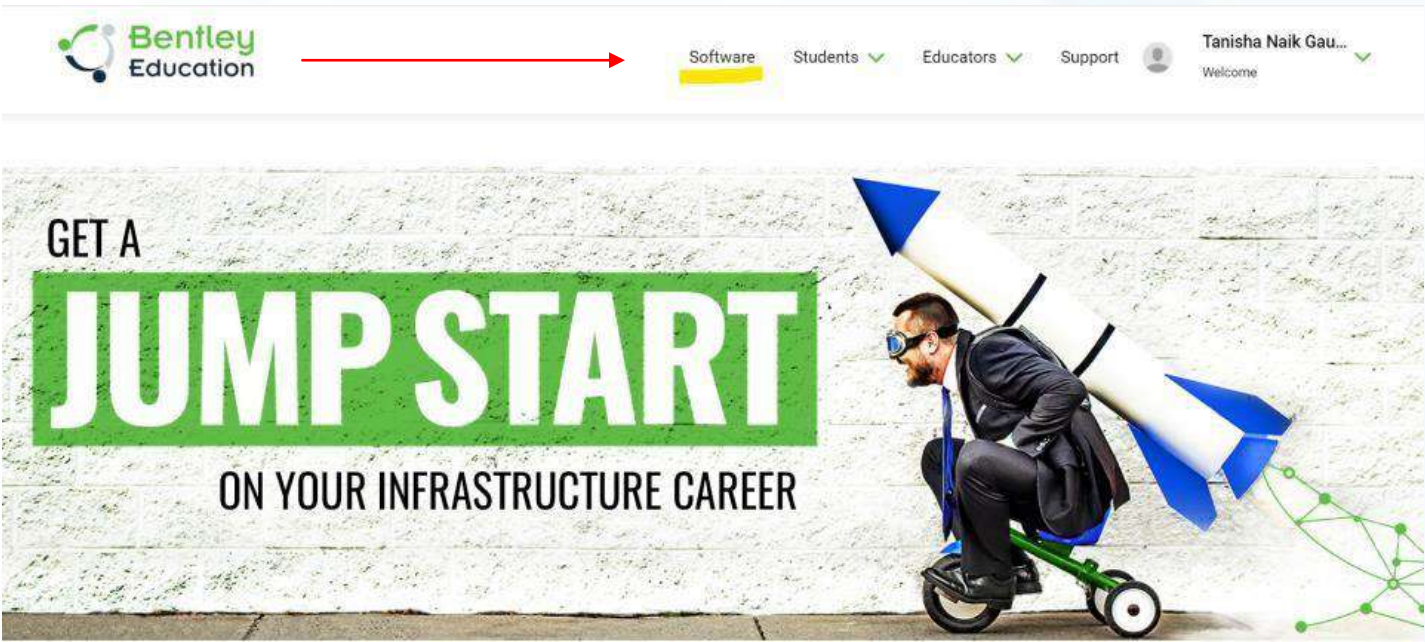 Bentley
Education
Software
Students
Educators
Support
Tanisha Naik Gau...
Welcome
GET A
JUMP START
ON YOUR INFRASTRUCTURE CAREER